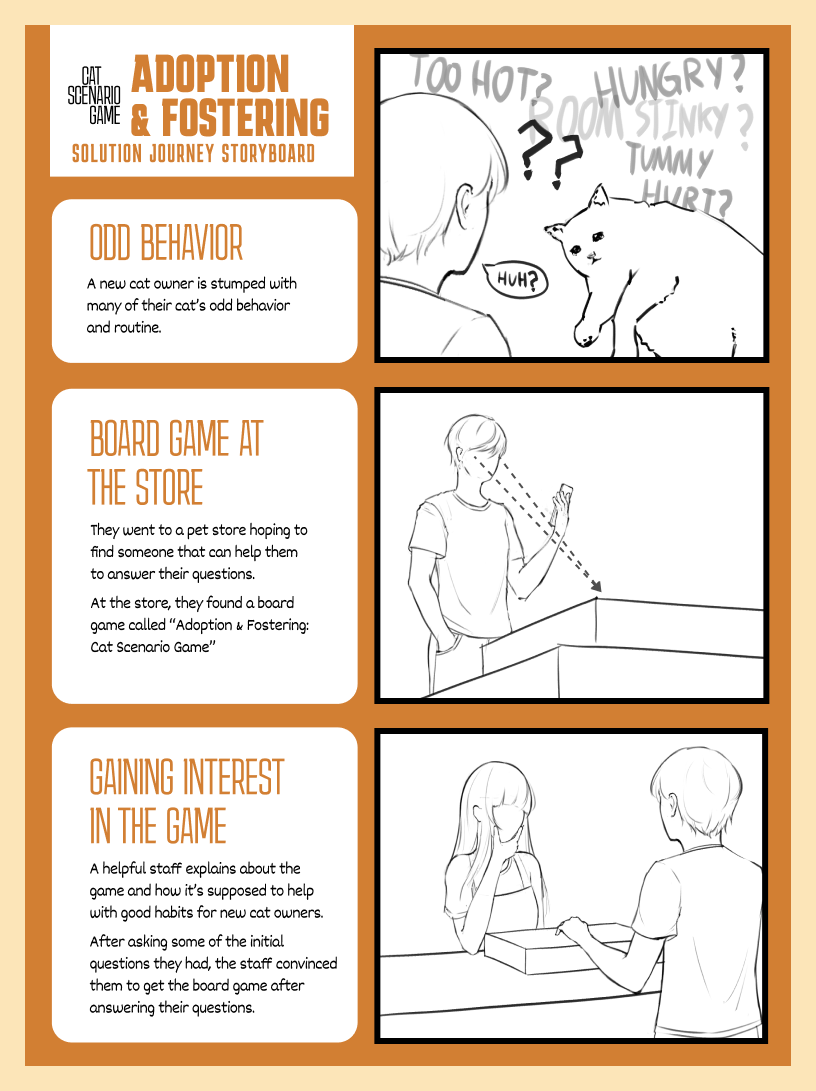 CAT
SCENARIO
GAME
ADOPTION
& FOSTERING
SOLUTION JOURNEY STORYBOARD
ODD BEHAVIOR
A new cat owner is stumped with
many of their cat's odd behavior
and routine.
TOO HOT?
HUNGRY?
ROOM STINKY?
TUMMY
HURT?
??
HUH?
BOARD GAME AT
THE STORE
They went to a pet store hoping to
find someone that can help them
to answer their questions.
At the store, they found a board
game called “Adoption & Fostering:
Cat Scenario Game”
GAINING INTEREST
IN THE GAME
A helpful staff explains about the
game and how it's supposed to help
with good habits for new cat owners.
After asking some of the initial
questions they had, the staff convinced
them to get the board game after
answering their questions.